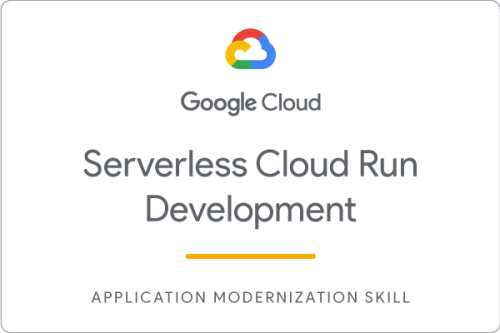 Google Cloud
Serverless Cloud Run
Development
APPLICATION MODERNIZATION SKILL